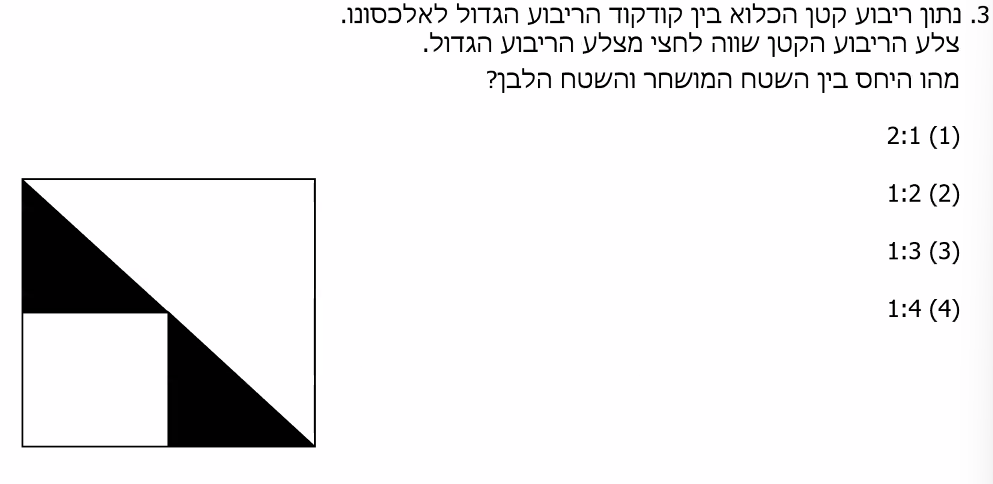 3. נתון ריבוע קטן הכלוא בין קודקוד הריבוע הגדול לאלכסונו.
צלע הריבוע הקטן שווה לחצי מצלע הריבוע הגדול.
מהו היחס בין השטח המושחר והשטח הלבן?
(1) 2:1
(2) 1:2
(3) 1:3
(4) 1:4